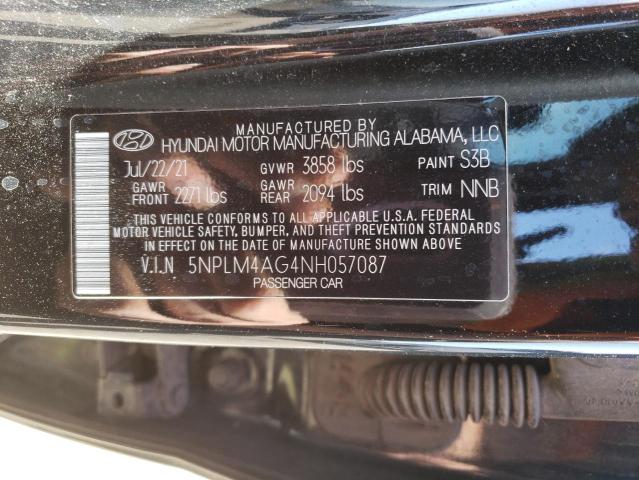 MANUFACTURED BY
HYUNDAI MOTOR MANUFACTURING ALABAMA, LLC
Jul/22/21 GVWR 3858 lbs PAINT S3B
GAWR FRONT 2271 lbs GAWR REAR 2094 lbs TRIM NNB
THIS VEHICLE CONFORMS TO ALL APPLICABLE U.S.A. FEDERAL
MOTOR VEHICLE SAFETY, BUMPER, AND THEFT PREVENTION STANDARDS
IN EFFECT ON THE DATE OF MANUFACTURE SHOWN ABOVE.
V.I.N 5NPLM4AG4NH057087
PASSENGER CAR